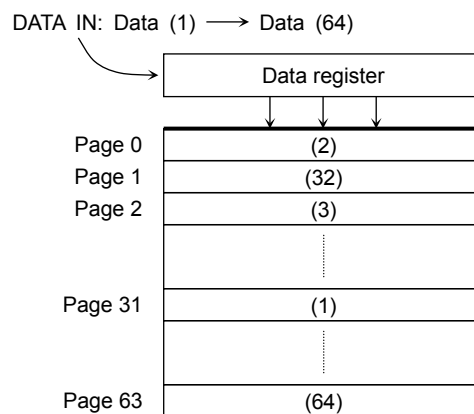 DATA IN: Data (1) → Data (64)
Data register
Page 0 (2)
Page 1 (32)
Page 2 (3)
Page 31 (1)
Page 63 (64)